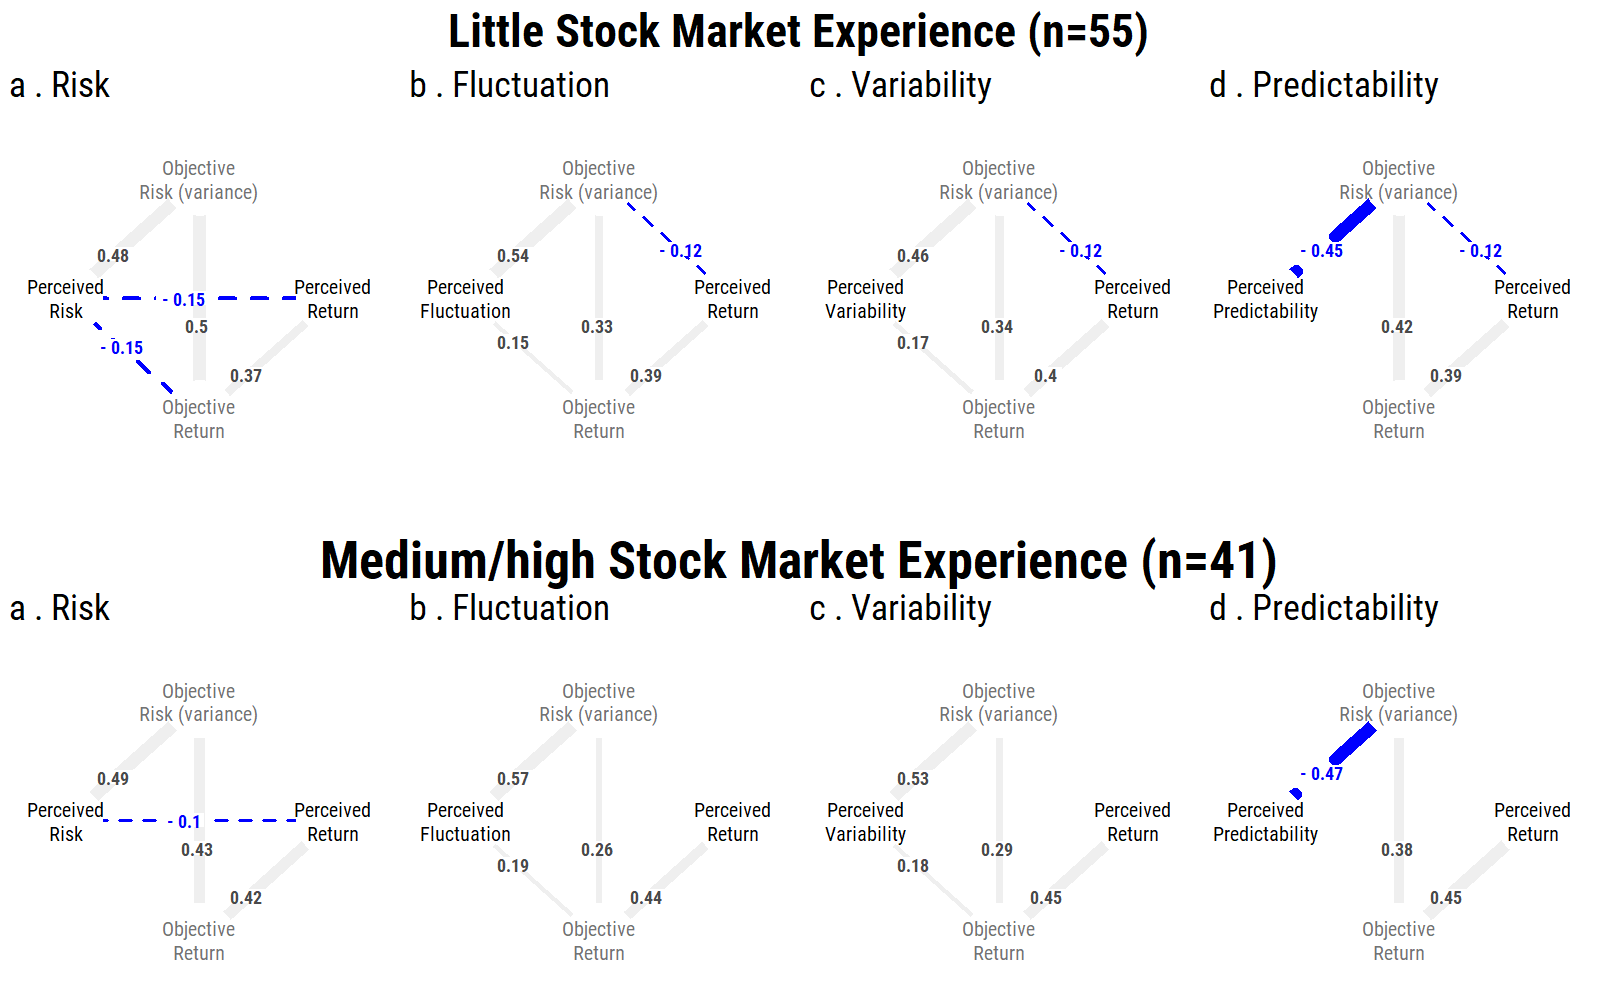 Little Stock Market Experience (n=55)
a . Risk
Objective
Risk (variance)
0.48
Perceived
Risk
- 0.15
Perceived
Return
0.5
- 0.15
0.37
Objective
Return
b . Fluctuation
Objective
Risk (variance)
0.54
- 0.12
Perceived
Fluctuation
Perceived
Return
0.33
0.15
0.39
Objective
Return
c . Variability
Objective
Risk (variance)
0.46
- 0.12
Perceived
Variability
Perceived
Return
0.34
0.17
0.4
Objective
Return
d . Predictability
Objective
Risk (variance)
- 0.45
- 0.12
Perceived
Predictability
Perceived
Return
0.42
0.39
Objective
Return
Medium/high Stock Market Experience (n=41)
a . Risk
Objective
Risk (variance)
0.49
Perceived
Risk
- 0.1
Perceived
Return
0.43
0.42
Objective
Return
b . Fluctuation
Objective
Risk (variance)
0.57
Perceived
Fluctuation
Perceived
Return
0.26
0.19
0.44
Objective
Return
c . Variability
Objective
Risk (variance)
0.53
Perceived
Variability
Perceived
Return
0.29
0.18
0.45
Objective
Return
d . Predictability
Objective
Risk (variance)
- 0.47
Perceived
Predictability
Perceived
Return
0.38
0.45
Objective
Return